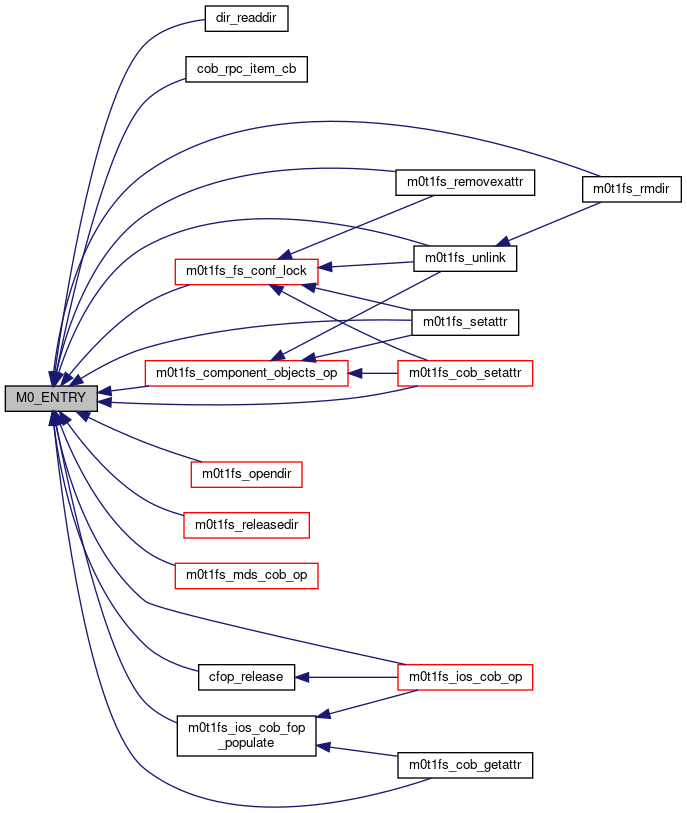 dir_readdir
cob_rpc_item_cb
m0t1fs_removexattr
m0t1fs_rmdir
m0t1fs_unlink
m0t1fs_fs_conf_lock
m0t1fs_setattr
m0t1fs_component_objects_op
m0t1fs_cob_setattr
M0_ENTRY
m0t1fs_opendir
m0t1fs_releasedir
m0t1fs_mds_cob_op
cfop_release
m0t1fs_ios_cob_op
m0t1fs_ios_cob_fop
_populate
m0t1fs_cob_getattr